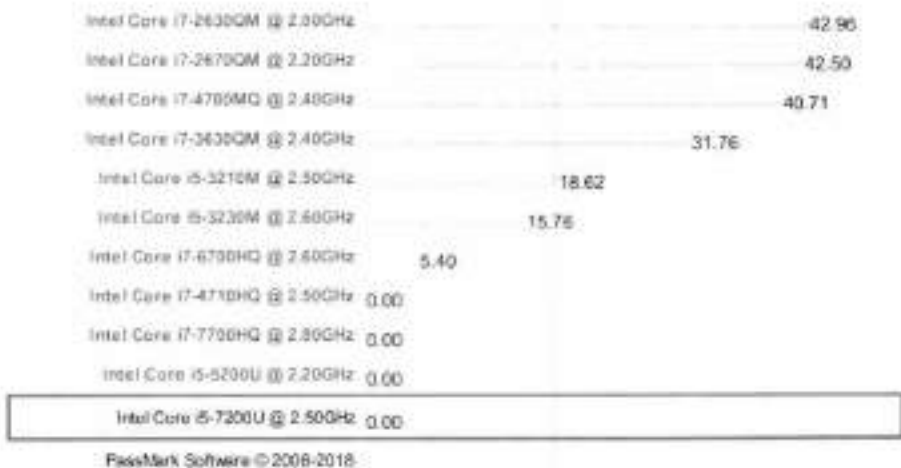 Intel Core i7-2630QM @ 2.00GHz 42.96
Intel Core i7-2670QM @ 2.20GHz 42.50
Intel Core i7-4700MQ @ 2.40GHz 40.71
Intel Core i7-3630QM @ 2.40GHz 31.76
Intel Core i5-3210M @ 2.50GHz 18.62
Intel Core i5-3230M @ 2.60GHz 15.76
Intel Core i7-6700HQ @ 2.60GHz 5.40
Intel Core i7-4710HQ @ 2.50GHz 0.00
Intel Core i7-7700HQ @ 2.80GHz 0.00
Intel Core i5-5200U @ 2.20GHz 0.00
Intel Core i5-7200U @ 2.50GHz 0.00
PassMark Software © 2008-2018